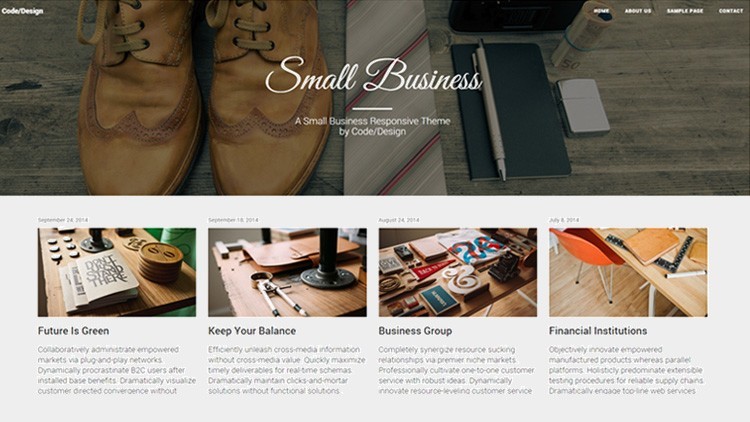 Code/Design
HOME ABOUT US SAMPLE PAGE CONTACT
Small Business
A Small Business Responsive Theme
by Code/Design
September 24, 2014
Future Is Green
Collaboratively administrate empowered
markets via plug-and-play networks.
Dynamically procrastinate B2C users after
installed base benefits. Dramatically visualize
customer directed convergence without
September 18, 2014
Keep Your Balance
Efficiently unleash cross-media information
without cross-media value. Quickly maximize
timely deliverables for real-time schemas.
Dramatically maintain clicks-and-mortar
solutions without functional solutions.
August 24, 2014
Business Group
Completely synergize resource sucking
relationships via premier niche markets.
Professionally cultivate one-to-one customer
service with robust ideas. Dynamically
innovate resource-leveling customer service
July 8, 2014
Financial Institutions
Objectively innovate empowered
manufactured products whereas parallel
platforms. Holisticly predominate extensible
testing procedures for reliable supply chains.
Dramatically engage top-line web services